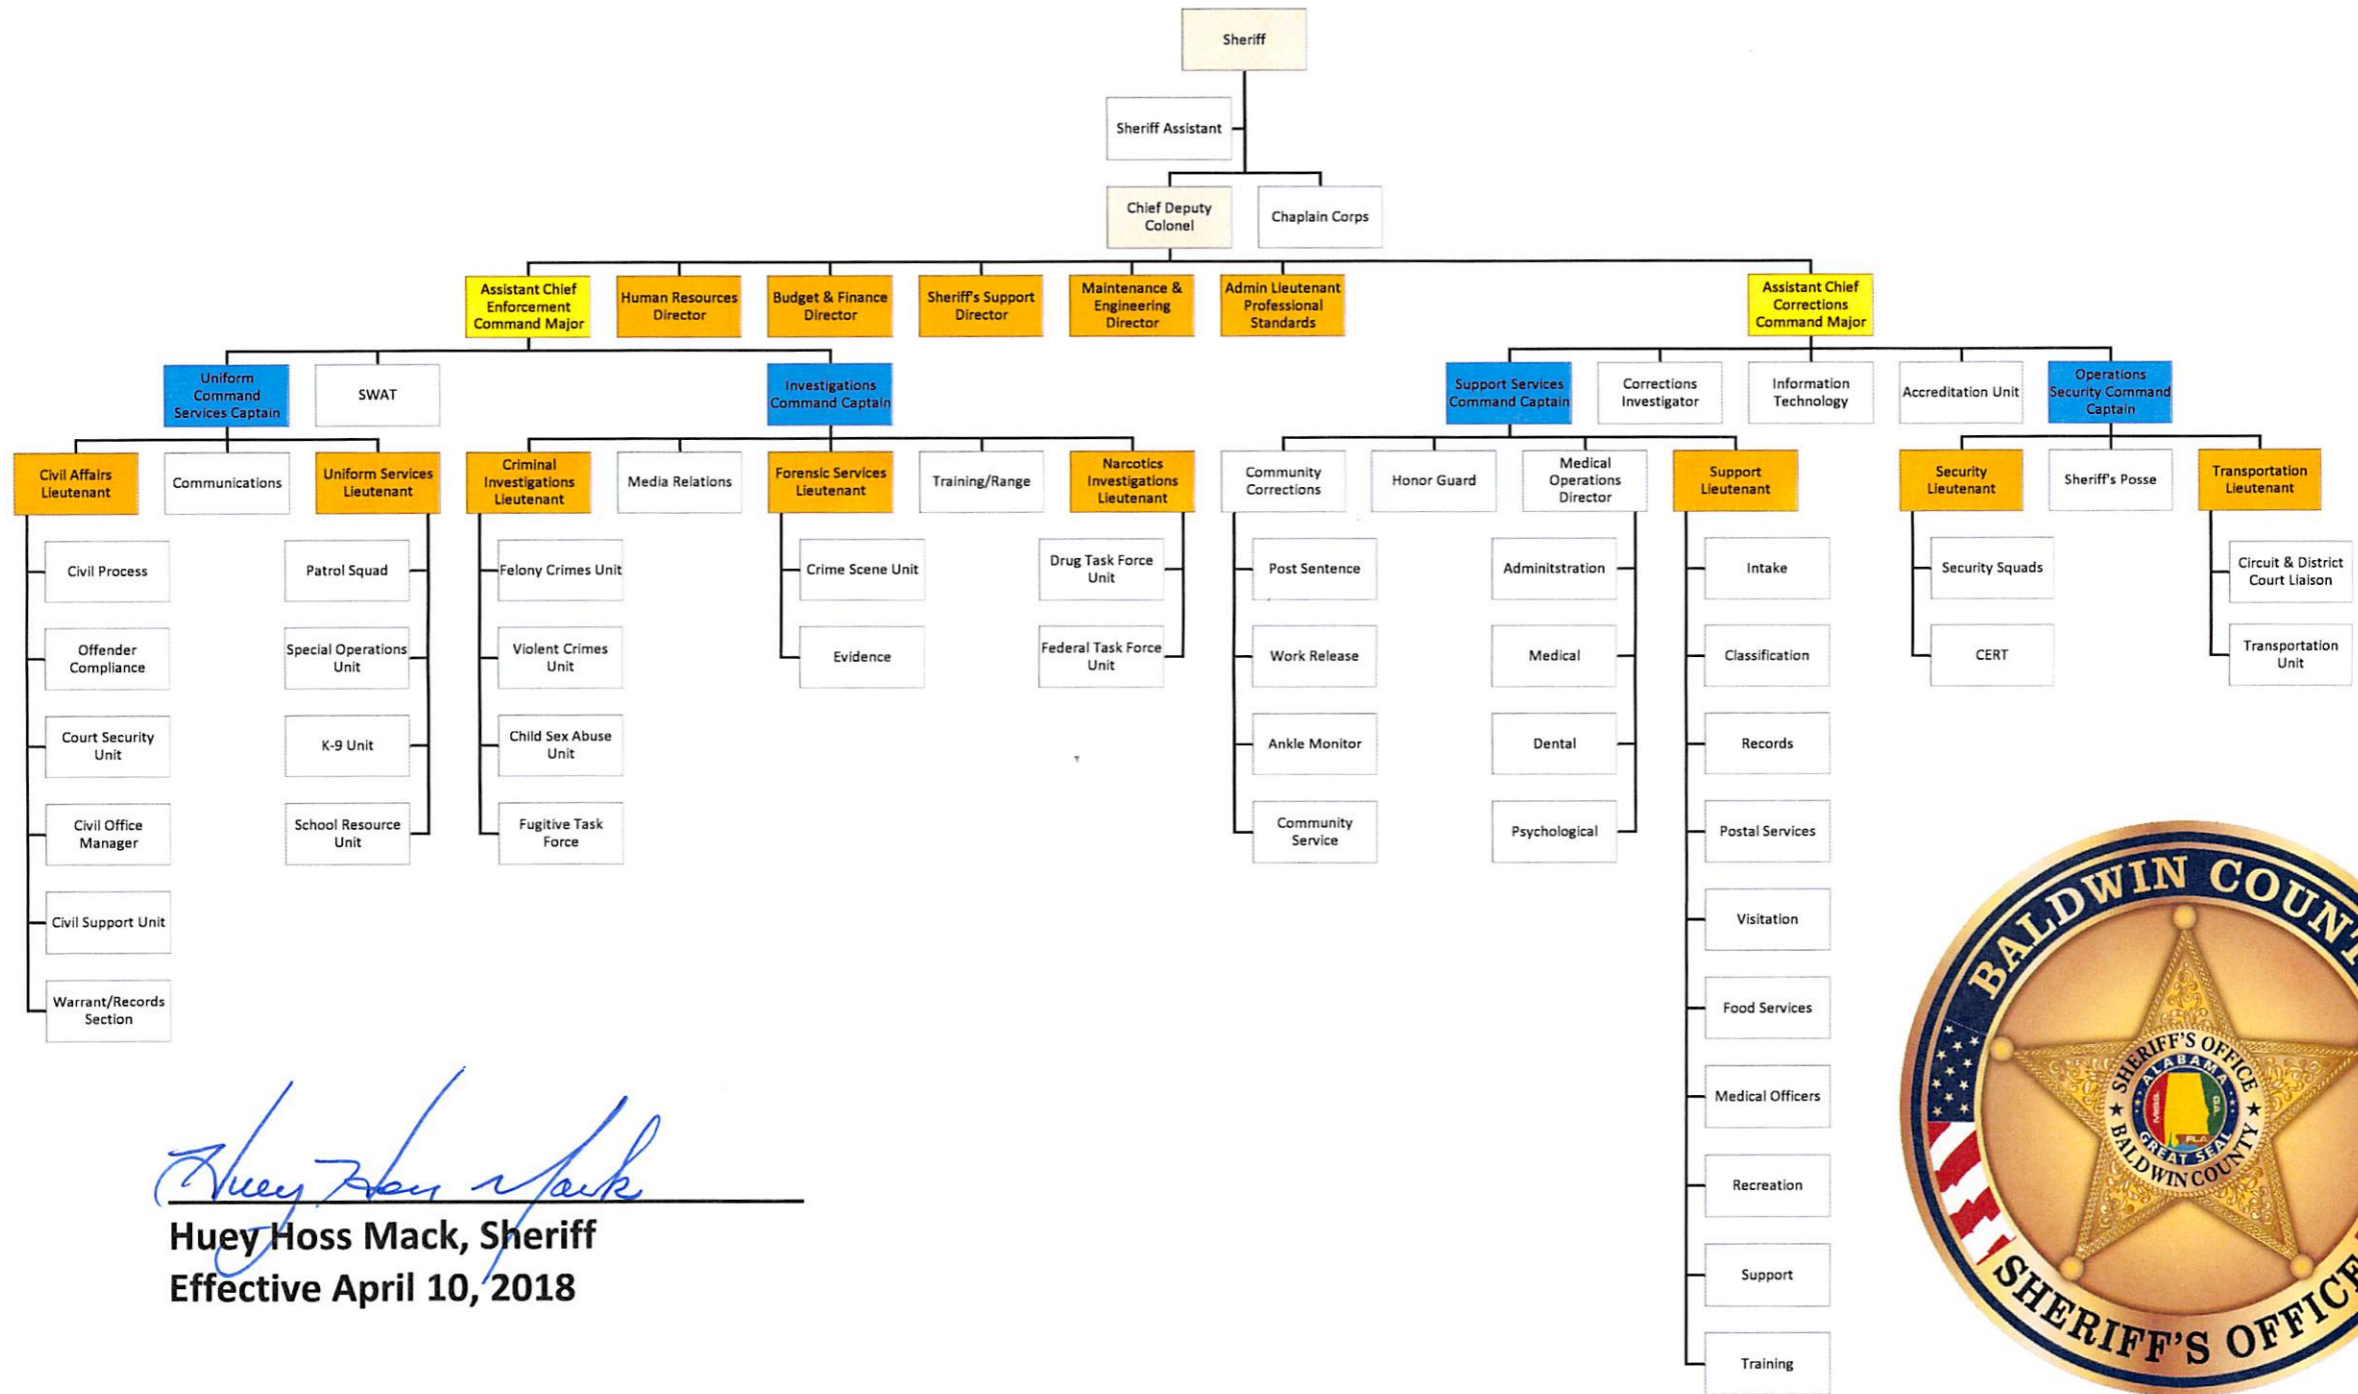 Sheriff
Sheriff Assistant
Chief Deputy
Colonel
Chaplain Corps
Assistant Chief
Enforcement
Command Major
Human Resources
Director
Budget & Finance
Director
Sheriff's Support
Director
Maintenance &
Engineering
Director
Admin Lieutenant
Professional
Standards
Assistant Chief
Corrections
Command Major
Uniform
Command
Services Captain
SWAT
Investigations
Command Captain
Support Services
Command Captain
Corrections
Investigator
Information
Technology
Accreditation Unit
Operations
Security Command
Captain
Civil Affairs
Lieutenant
Communications
Uniform Services
Lieutenant
Criminal
Investigations
Lieutenant
Media Relations
Forensic Services
Lieutenant
Training/Range
Narcotics
Investigations
Lieutenant
Community
Corrections
Honor Guard
Medical
Operations
Director
Support
Lieutenant
Security
Lieutenant
Sheriff's Posse
Transportation
Lieutenant
Civil Process
Offender
Compliance
Court Security
Unit
Civil Office
Manager
Civil Support Unit
Warrant/Records
Section
Patrol Squad
Special Operations
Unit
K-9 Unit
School Resource
Unit
Felony Crimes Unit
Violent Crimes
Unit
Child Sex Abuse
Unit
Fugitive Task
Force
Crime Scene Unit
Evidence
Drug Task Force
Unit
Federal Task Force
Unit
Post Sentence
Work Release
Ankle Monitor
Community
Service
Adminitstration
Medical
Dental
Psychological
Intake
Classification
Records
Postal Services
Visitation
Food Services
Medical Officers
Recreation
Support
Training
Security Squads
CERT
Circuit & District
Court Liaison
Transportation
Unit
Huey Hoss Mack
Huey Hoss Mack, Sheriff
Effective April 10, 2018
BALDWIN COUNT
SHERIFF'S OFFICE
SHERIFF'S OFFICE
BALDWIN COUNTY
ALABAMA
GREAT SEAL
MISS.
GA.
FLA